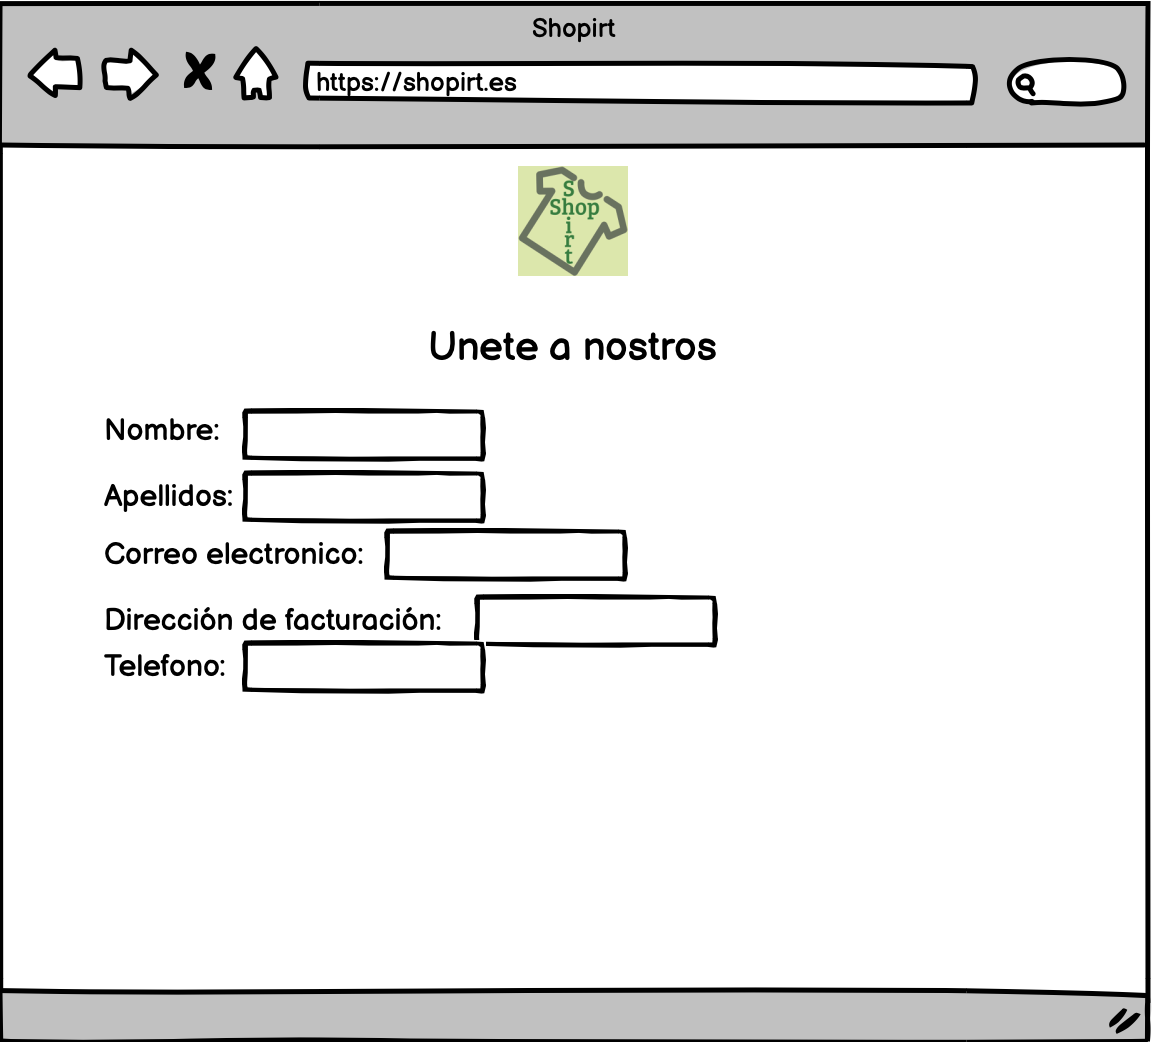 Shopirt
https://shopirt.es
S
Shop
i
r
t
Unete a nostros
Nombre:
Apellidos:
Correo electronico:
Dirección de facturación:
Telefono: